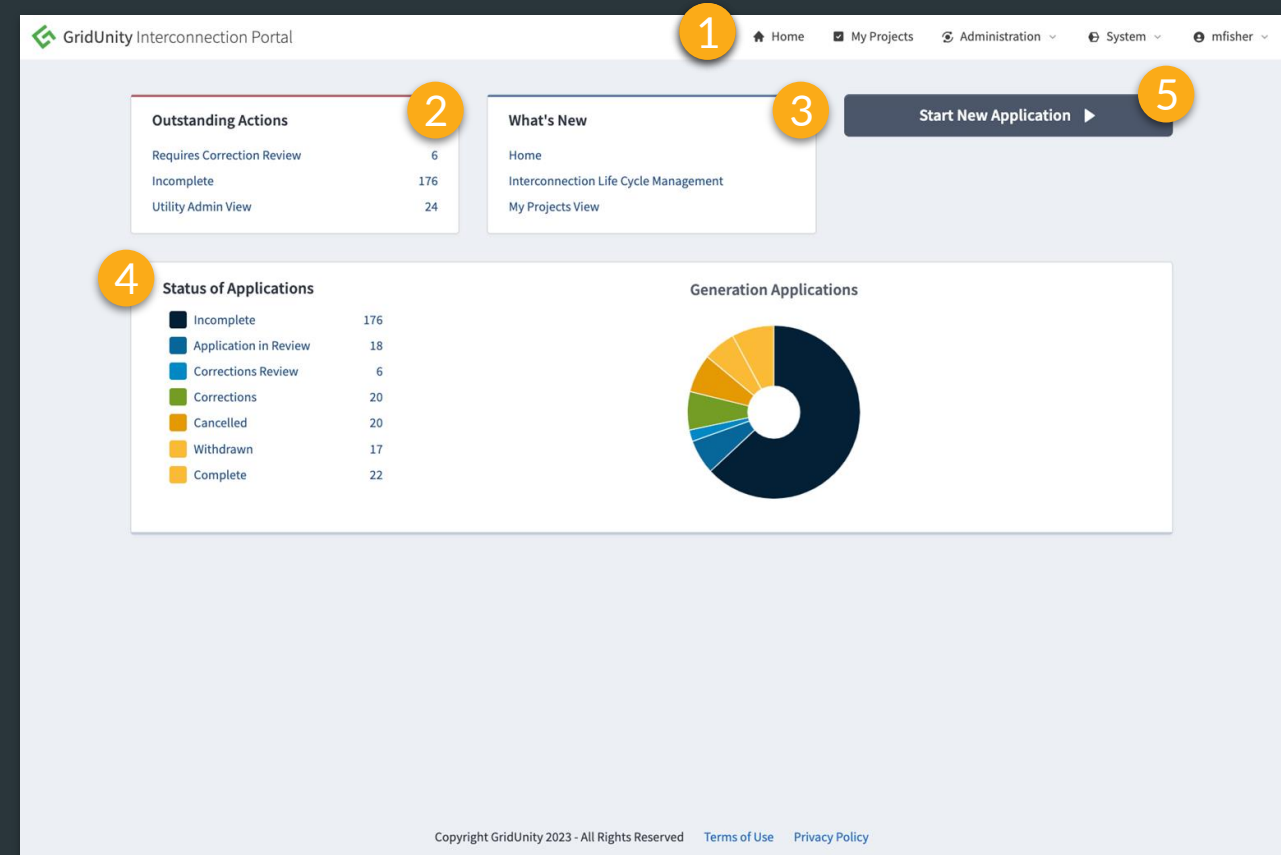 GridUnity Interconnection Portal
1
Home
My Projects
Administration
System
mfisher
Outstanding Actions
2
Requires Correction Review 6
Incomplete 176
Utility Admin View 24
What's New
3
Home
Interconnection Life Cycle Management
My Projects View
Start New Application
5
4
Status of Applications
Incomplete 176
Application in Review 18
Corrections Review 6
Corrections 20
Cancelled 20
Withdrawn 17
Complete 22
Generation Applications
Copyright GridUnity 2023 - All Rights Reserved Terms of Use Privacy Policy